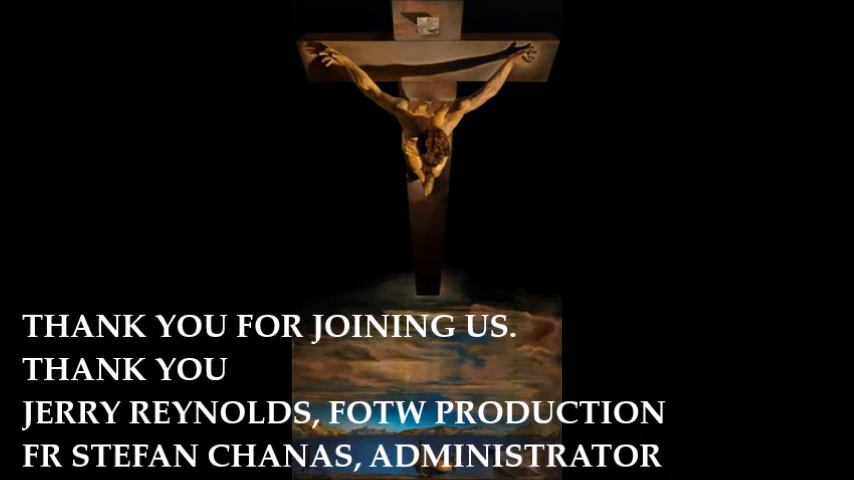 THANK YOU FOR JOINING US.
THANK YOU
JERRY REYNOLDS, FOTW PRODUCTION
FR STEFAN CHANAS, ADMINISTRATOR